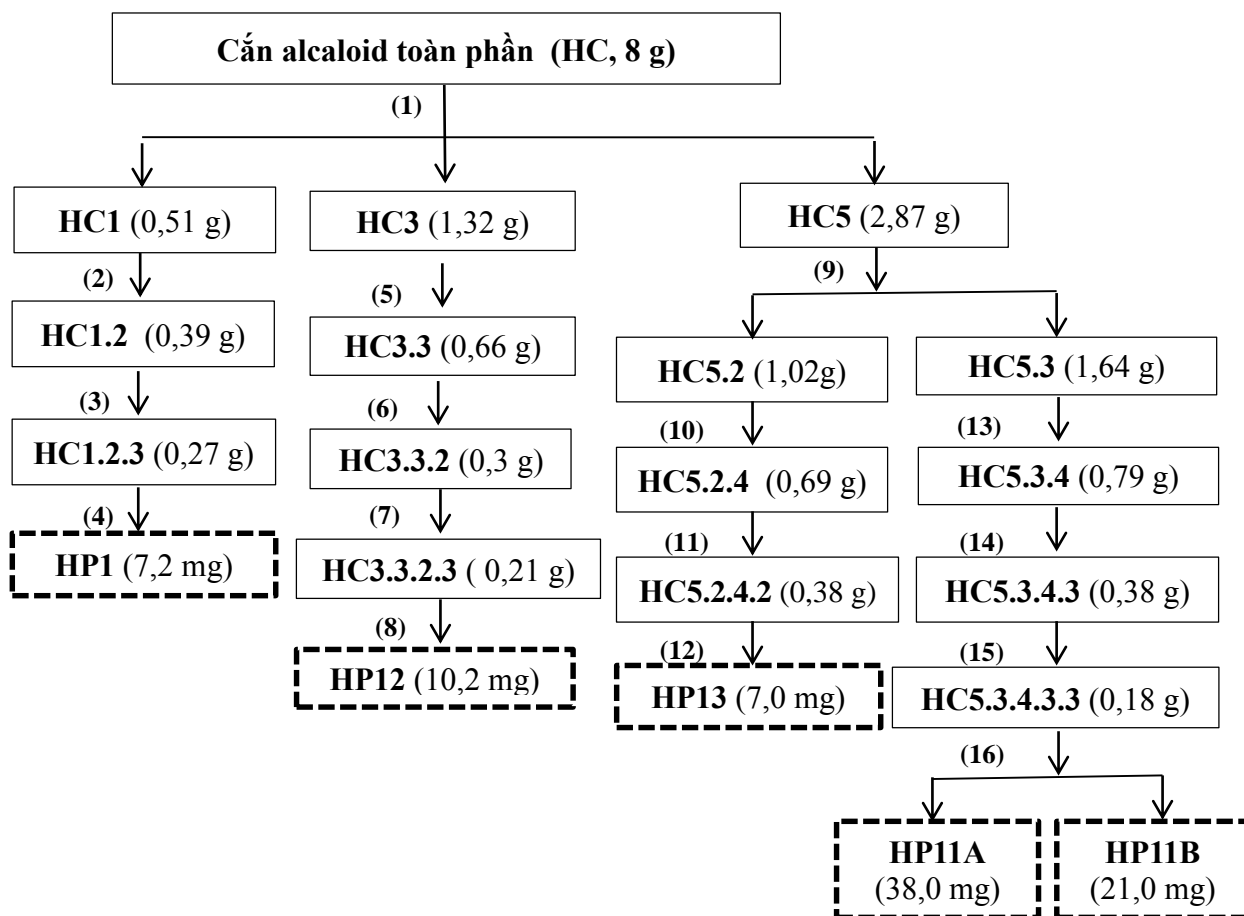 Cắn alcaloid toàn phần (HC, 8 g)
(1)
HC1 (0,51 g)
HC3 (1,32 g)
HC5 (2,87 g)
(2)
(5)
(9)
HC1.2 (0,39 g)
HC3.3 (0,66 g)
HC5.2 (1,02g)
HC5.3 (1,64 g)
(3)
(6)
(10)
(13)
HC1.2.3 (0,27 g)
HC3.3.2 (0,3 g)
HC5.2.4 (0,69 g)
HC5.3.4 (0,79 g)
(4)
(7)
(11)
(14)
HP1 (7,2 mg)
HC3.3.2.3 ( 0,21 g)
HC5.2.4.2 (0,38 g)
HC5.3.4.3 (0,38 g)
(8)
(12)
(15)
HP12 (10,2 mg)
HP13 (7,0 mg)
HC5.3.4.3.3 (0,18 g)
(16)
HP11A
(38,0 mg)
HP11B
(21,0 mg)